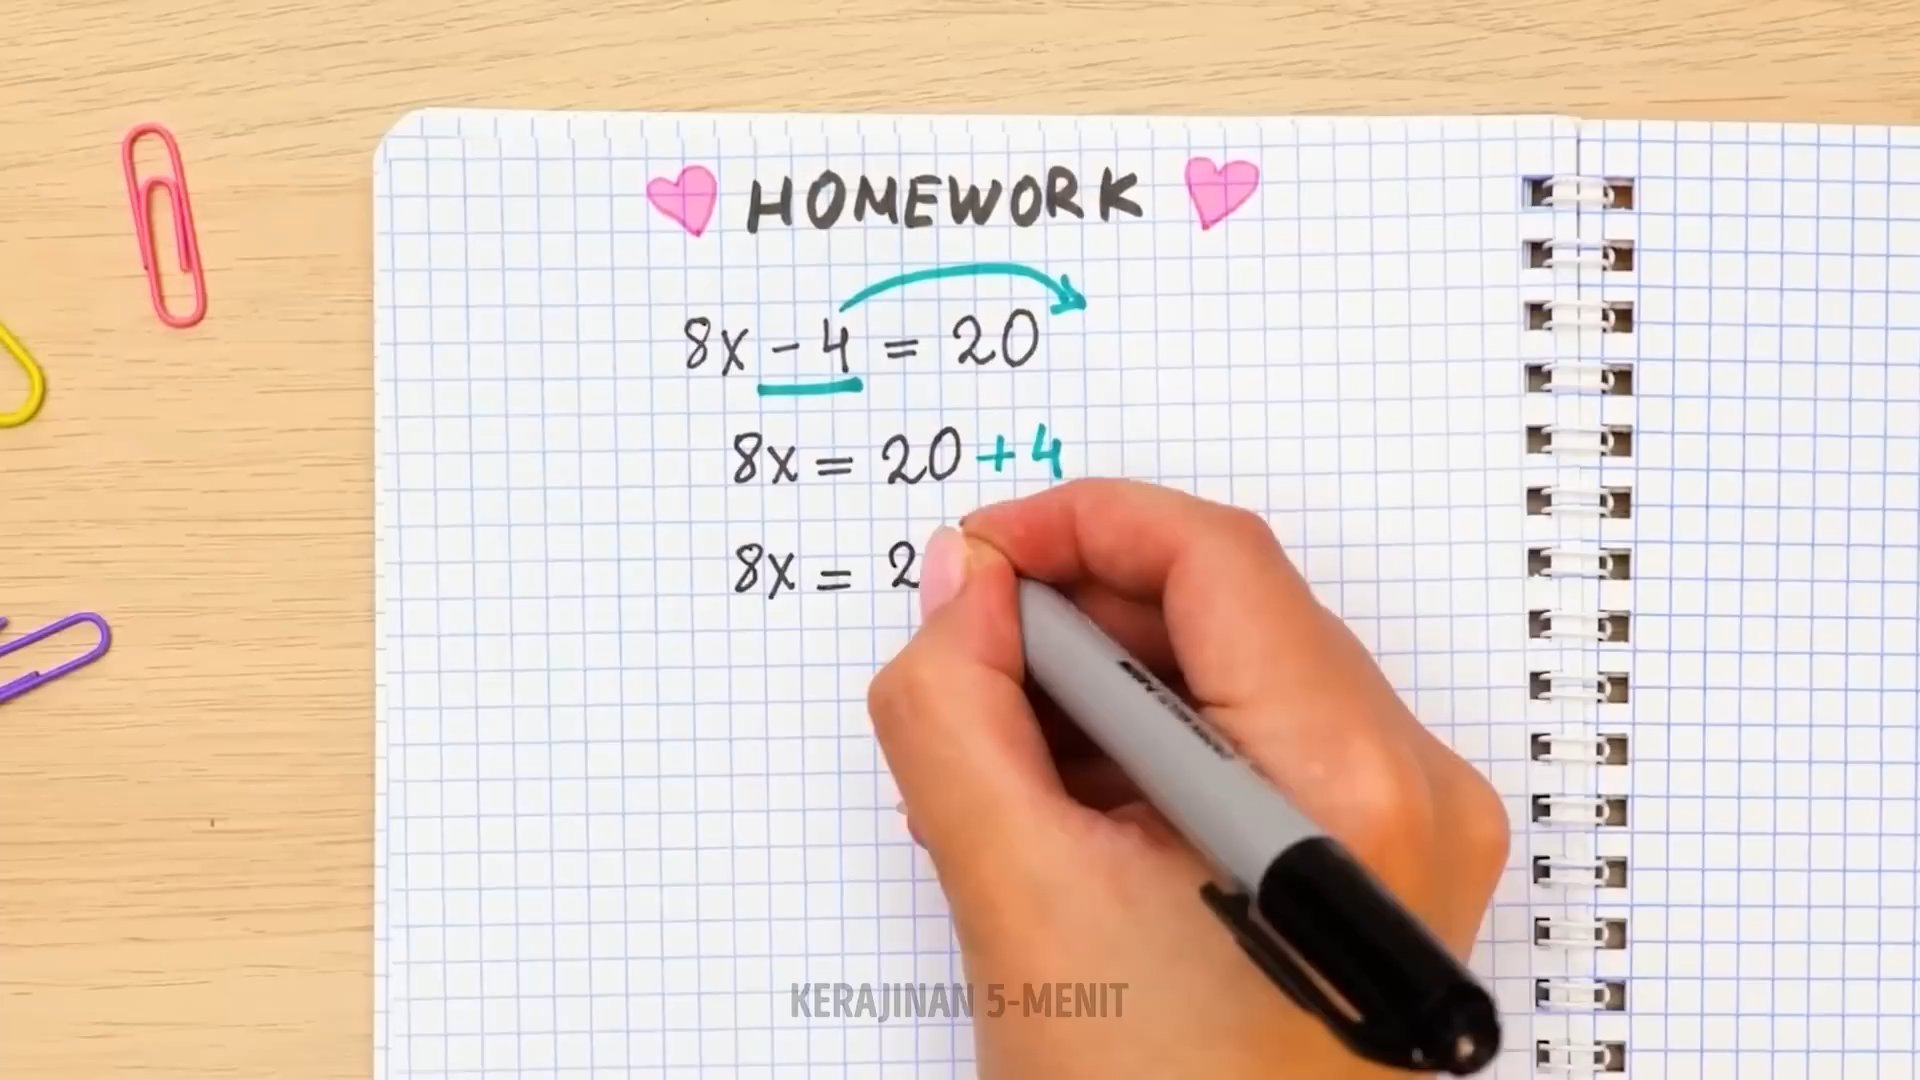 HOMEWORK
8x - 4 = 20
8x = 20 + 4
8x = 2
KERAJINAN 5-MENIT